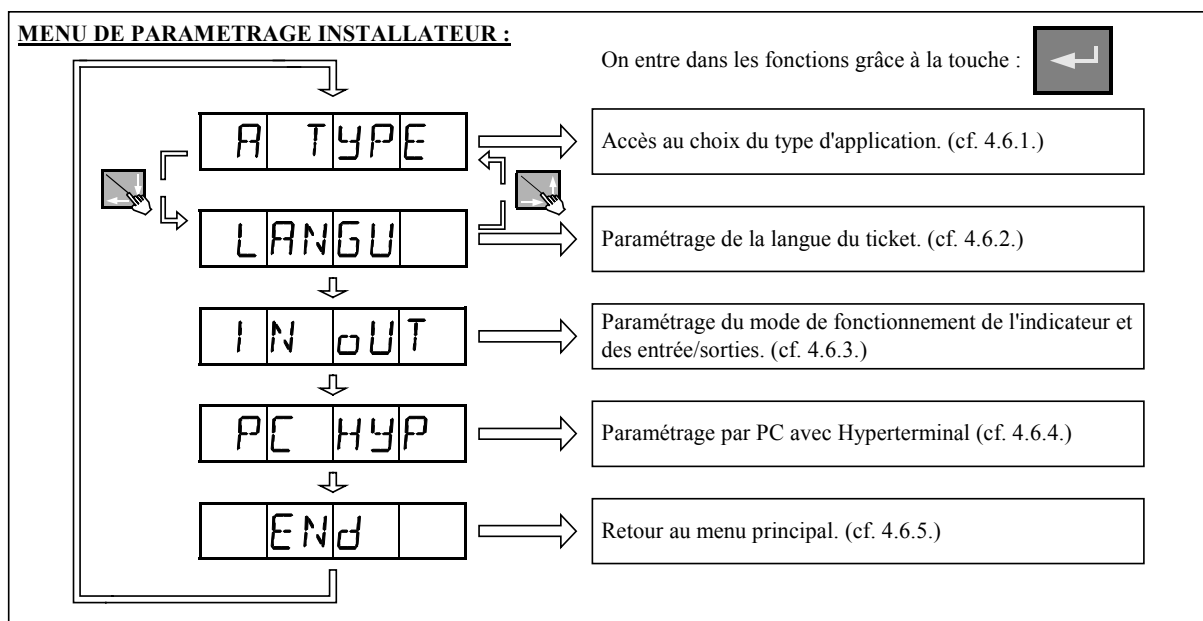 MENU DE PARAMETRAGE INSTALLATEUR :
On entre dans les fonctions grâce à la touche :
A TYPE
Accès au choix du type d'application. (cf. 4.6.1.)
LANGU
Paramétrage de la langue du ticket. (cf. 4.6.2.)
IN oUT
Paramétrage du mode de fonctionnement de l'indicateur et
des entrée/sorties. (cf. 4.6.3.)
PC HYP
Paramétrage par PC avec Hyperterminal (cf. 4.6.4.)
ENd
Retour au menu principal. (cf. 4.6.5.)